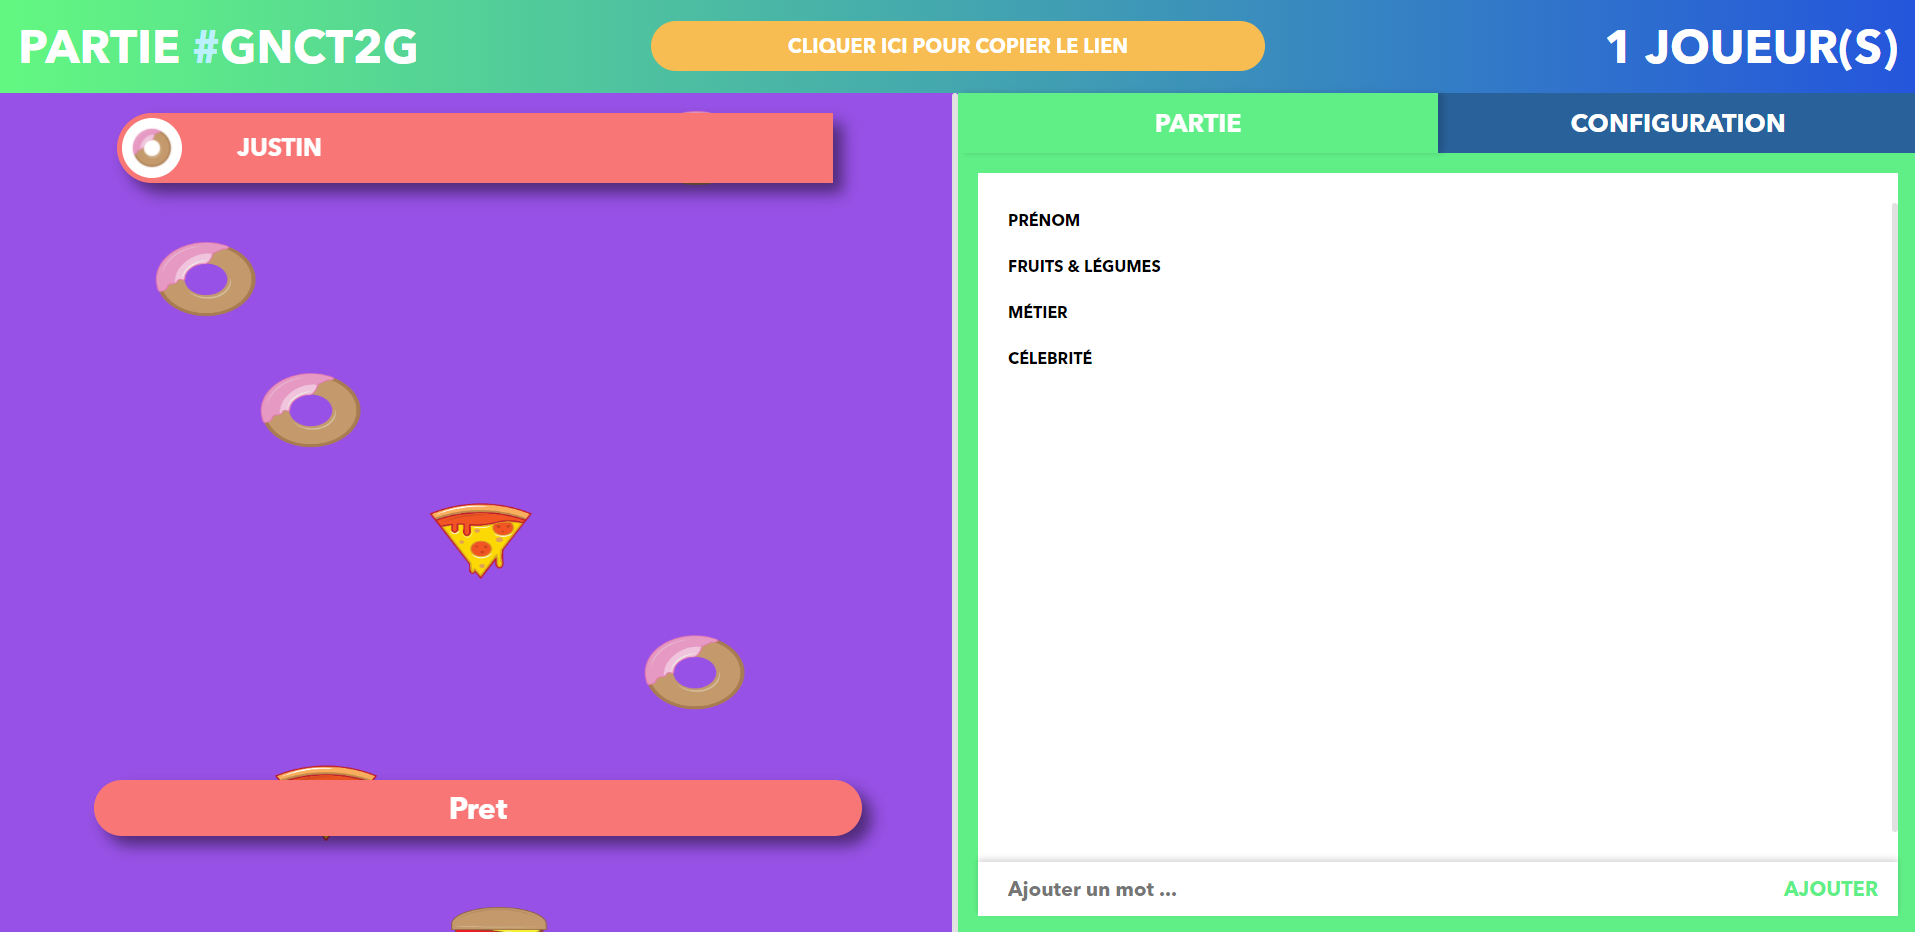 PARTIE #GNCT2G
CLIQUER ICI POUR COPIER LE LIEN
1 JOUEUR(S)
JUSTIN
Pret
PARTIE
CONFIGURATION
PRÉNOM
FRUITS & LÉGUMES
MÉTIER
CÉLEBRITÉ
Ajouter un mot ...
AJOUTER